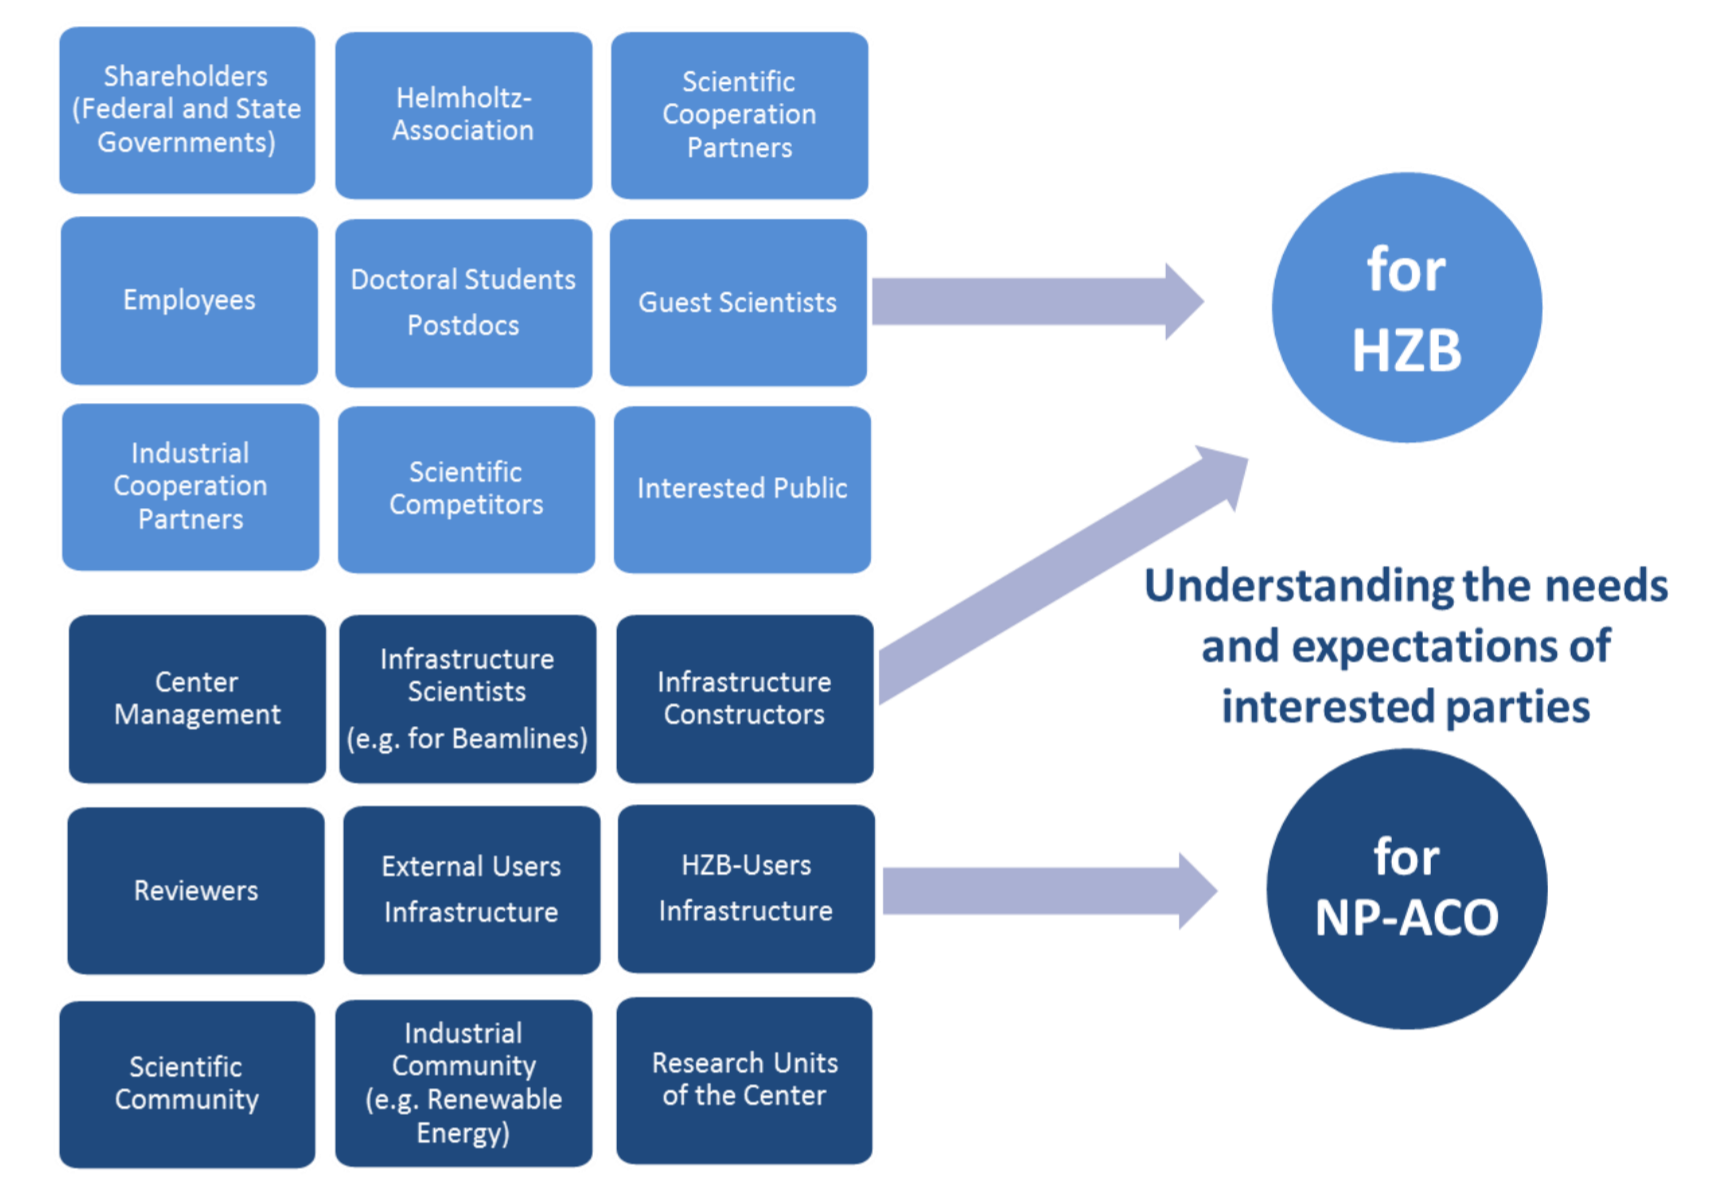 Shareholders
(Federal and State
Governments)
Helmholtz-
Association
Scientific
Cooperation
Partners
Employees
Doctoral Students
Postdocs
Guest Scientists
Industrial
Cooperation
Partners
Scientific
Competitors
Interested Public
for
HZB
Understanding the needs
and expectations of
interested parties
Center
Management
Infrastructure
Scientists
(e.g. for Beamlines)
Infrastructure
Constructors
Reviewers
External Users
Infrastructure
HZB-Users
Infrastructure
for
NP-ACO
Scientific
Community
Industrial
Community
(e.g. Renewable
Energy)
Research Units
of the Center